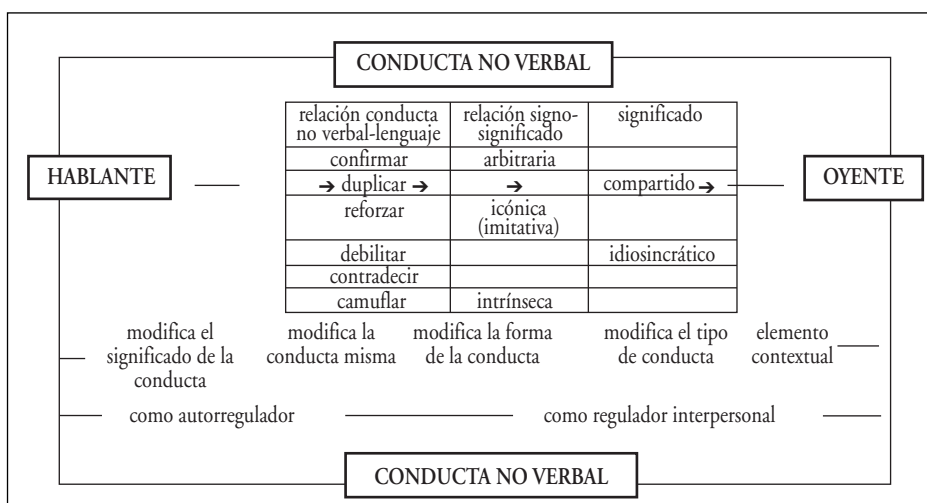 CONDUCTA NO VERBAL
relación conducta
no verbal-lenguaje
relación signo-
significado
significado
confirmar
arbitraria
HABLANTE
➔ duplicar ➔
➔
compartido ➔
OYENTE
reforzar
icónica
(imitativa)
debilitar
idiosincrático
contradecir
camuflar
intrínseca
modifica el
significado de la
conducta
modifica la
conducta misma
modifica la forma
de la conducta
modifica el tipo
de conducta
elemento
contextual
como autorregulador
como regulador interpersonal
CONDUCTA NO VERBAL